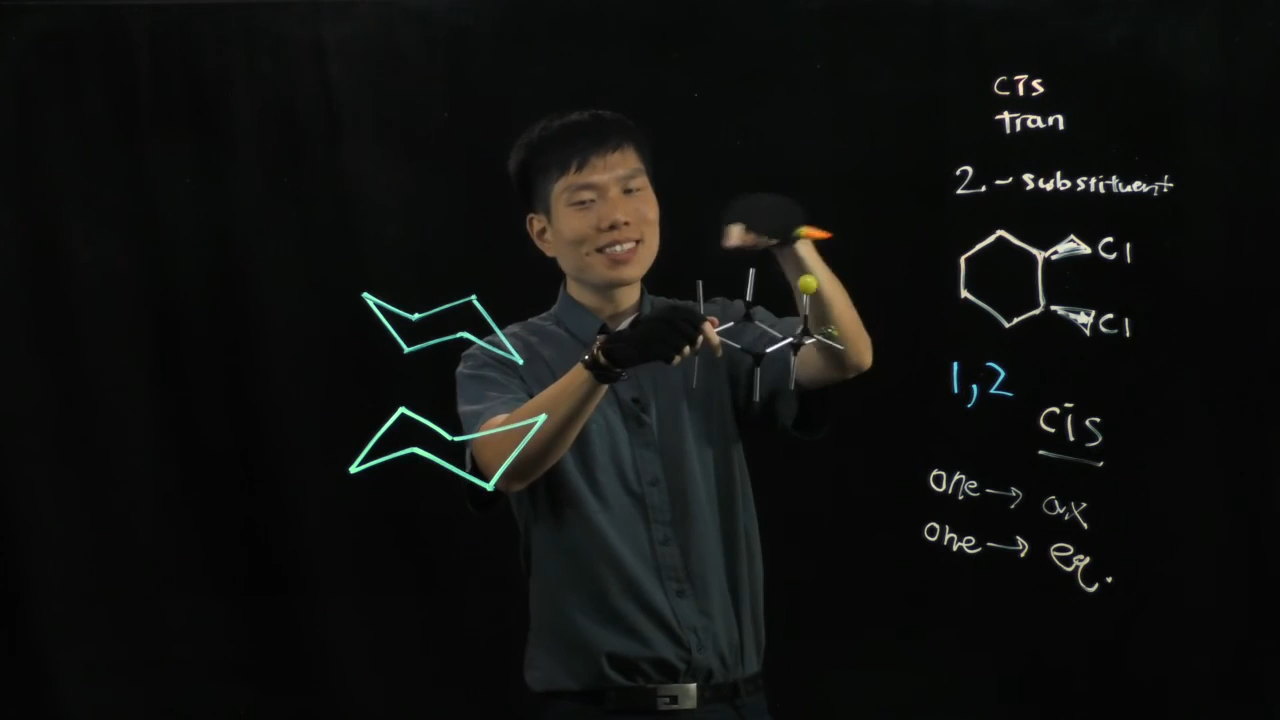 cis
tran
2 - substituent
Cl
Cl
1,2
cis
one → ax
one → eq.